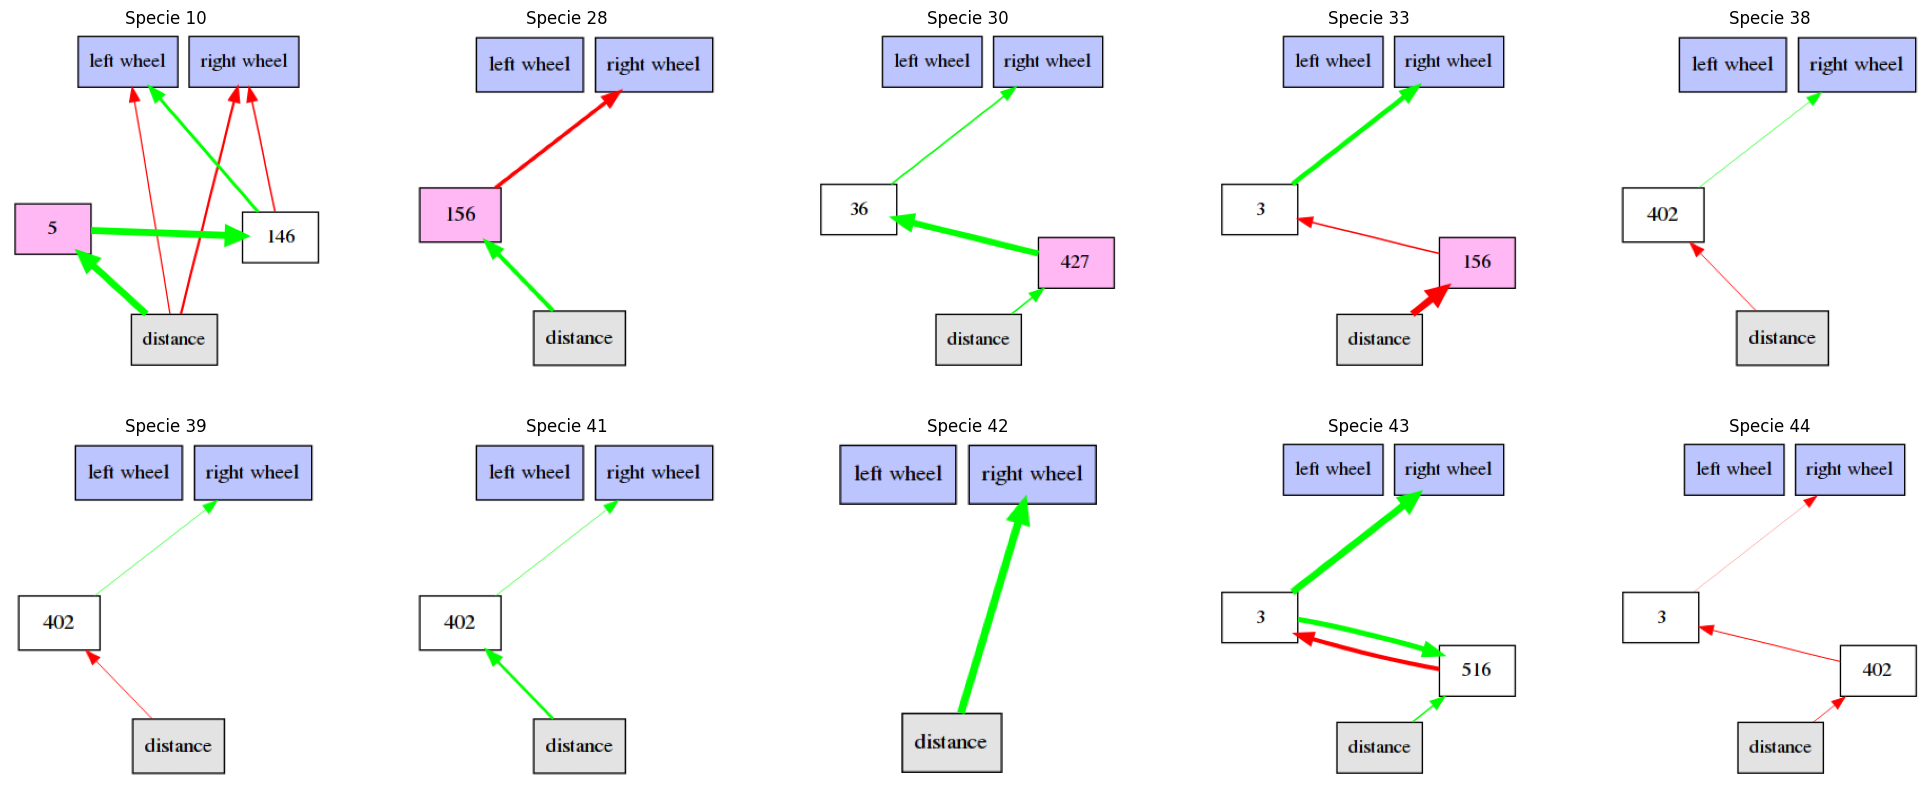 Specie 10
left wheel
right wheel
5
146
distance
Specie 28
left wheel
right wheel
156
distance
Specie 30
left wheel
right wheel
36
427
distance
Specie 33
left wheel
right wheel
3
156
distance
Specie 38
left wheel
right wheel
402
distance
Specie 39
left wheel
right wheel
402
distance
Specie 41
left wheel
right wheel
402
distance
Specie 42
left wheel
right wheel
distance
Specie 43
left wheel
right wheel
3
516
distance
Specie 44
left wheel
right wheel
3
402
distance